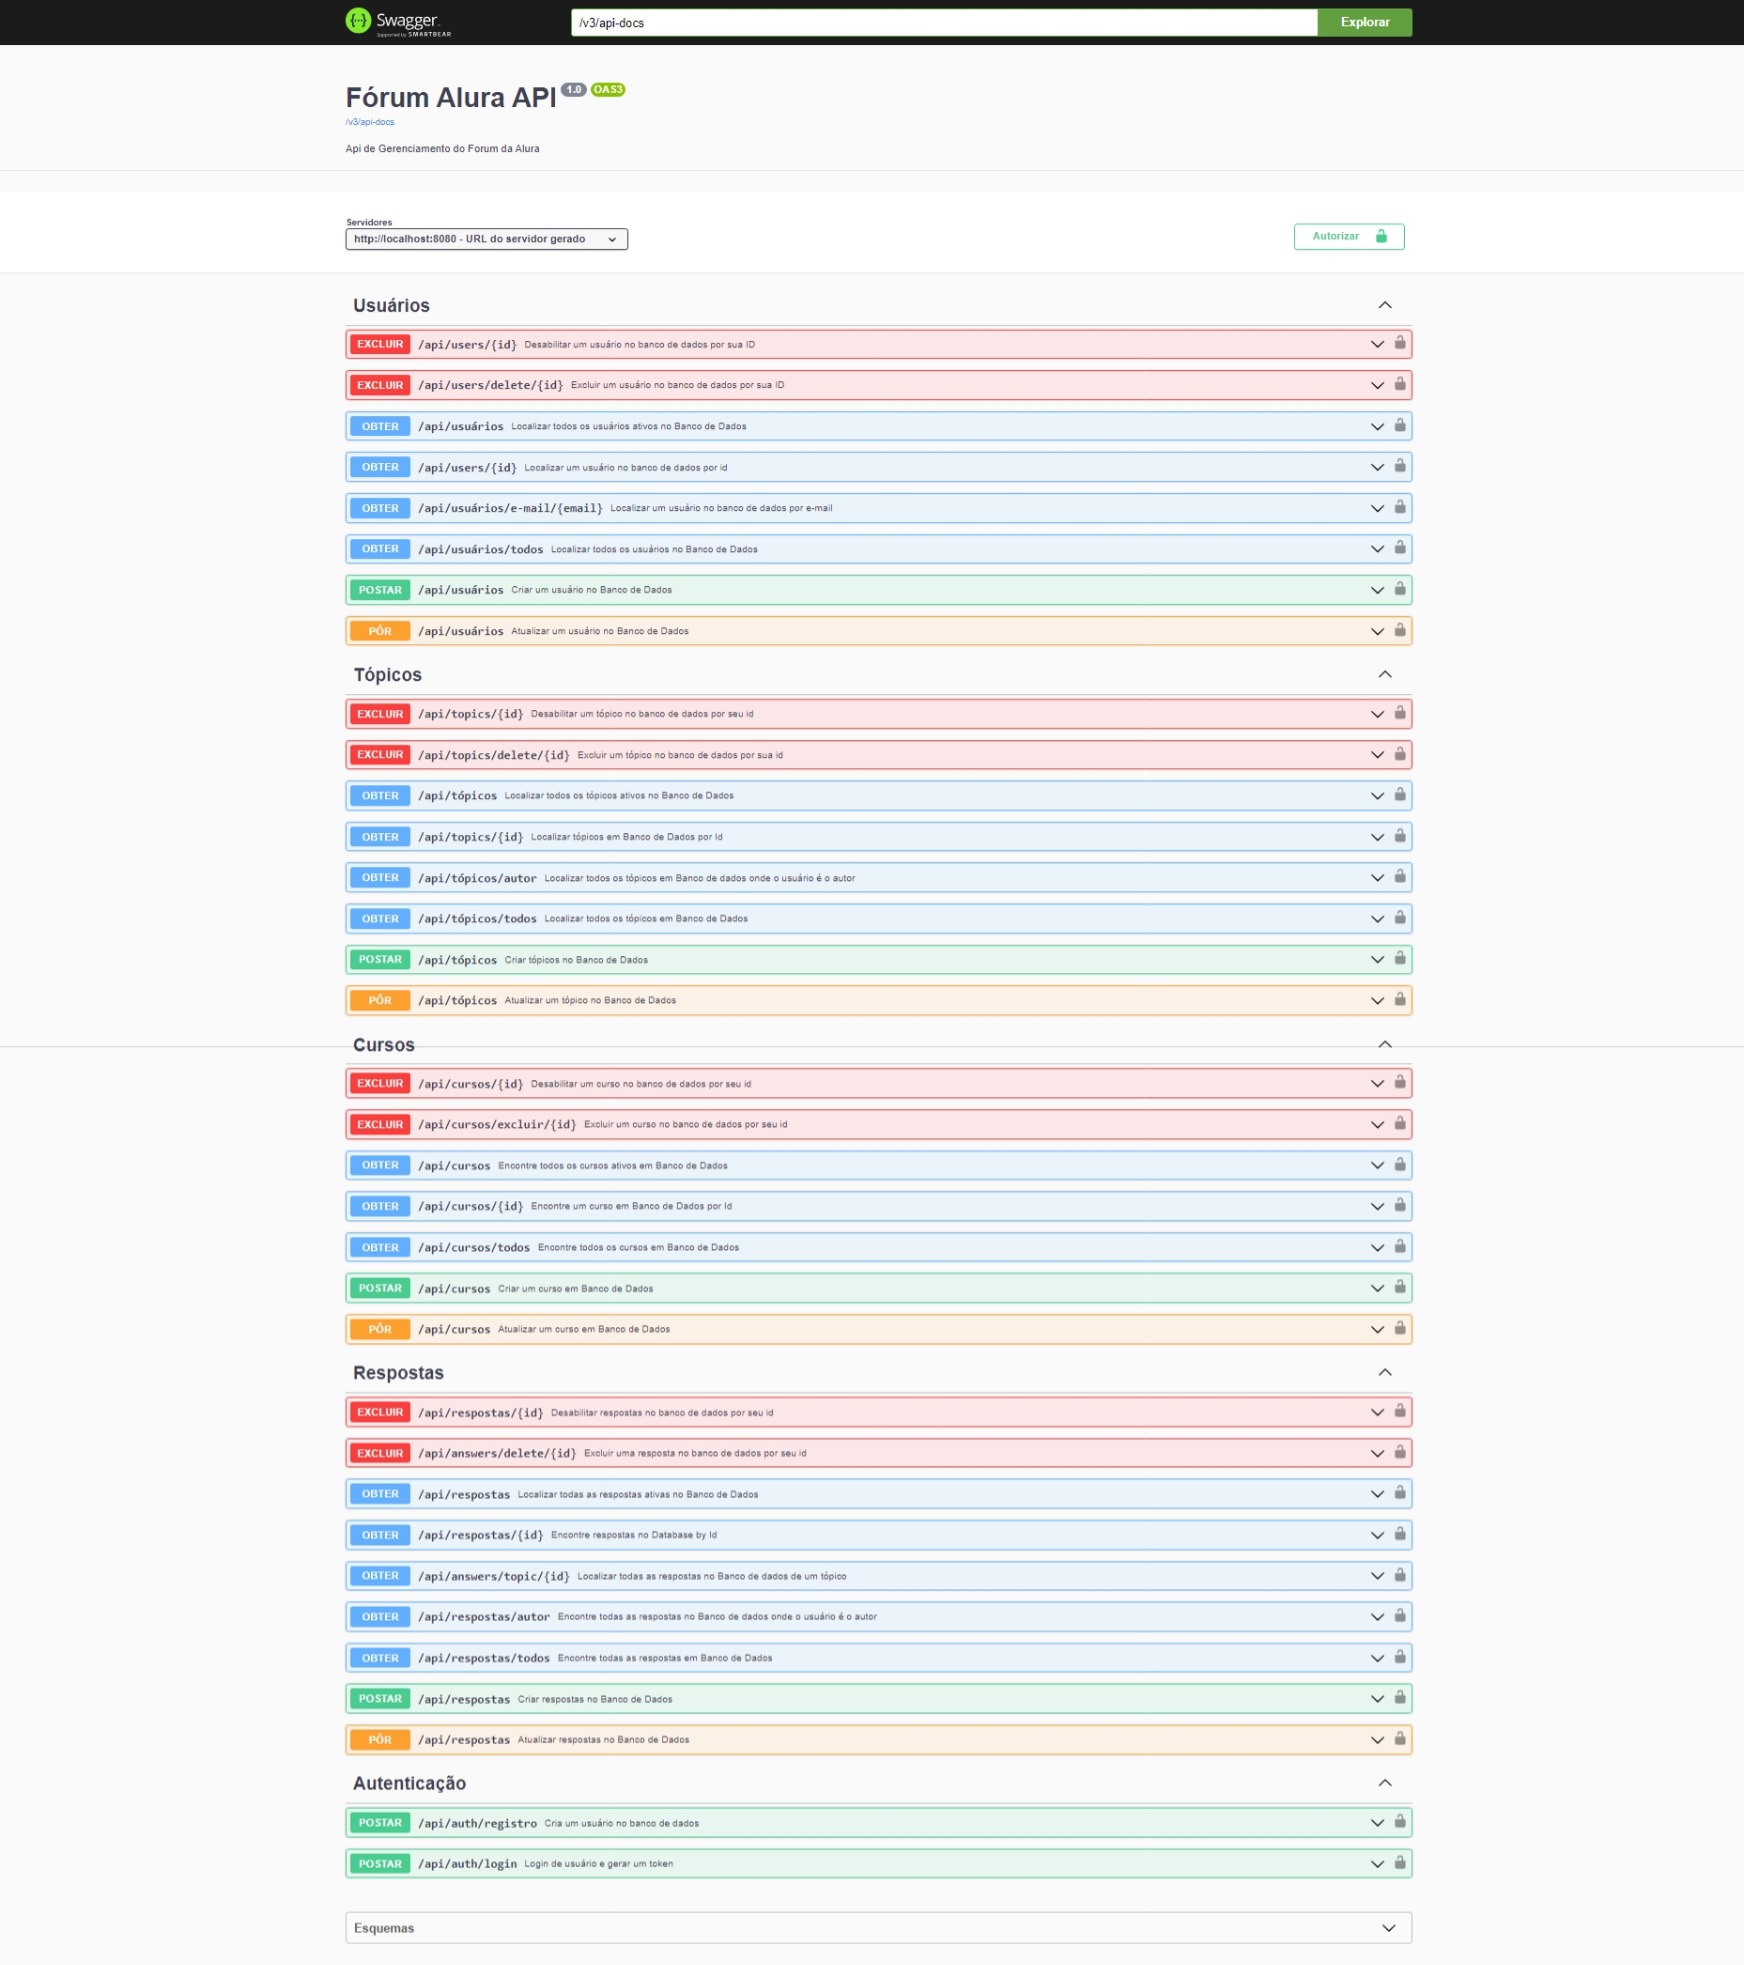 Swagger.
Supported by SMARTBEAR
/v3/api-docs
Explorar
Fórum Alura API 1.0 OAS3
/v3/api-docs
Api de Gerenciamento do Forum da Alura
Servidores
http://localhost:8080 - URL do servidor gerado
Autorizar
Usuários
EXCLUIR /api/users/{id} Desabilitar um usuário no banco de dados por sua ID
EXCLUIR /api/users/delete/{id} Excluir um usuário no banco de dados por sua ID
OBTER /api/usuários Localizar todos os usuários ativos no Banco de Dados
OBTER /api/users/{id} Localizar um usuário no banco de dados por id
OBTER /api/usuários/e-mail/{email} Localizar um usuário no banco de dados por e-mail
OBTER /api/usuários/todos Localizar todos os usuários no Banco de Dados
POSTAR /api/usuários Criar um usuário no Banco de Dados
PÔR /api/usuários Atualizar um usuário no Banco de Dados
Tópicos
EXCLUIR /api/topics/{id} Desabilitar um tópico no banco de dados por seu id
EXCLUIR /api/topics/delete/{id} Excluir um tópico no banco de dados por sua id
OBTER /api/tópicos Localizar todos os tópicos ativos no Banco de Dados
OBTER /api/topics/{id} Localizar tópicos em Banco de Dados por Id
OBTER /api/tópicos/autor Localizar todos os tópicos em Banco de dados onde o usuário é o autor
OBTER /api/tópicos/todos Localizar todos os tópicos em Banco de Dados
POSTAR /api/tópicos Criar tópicos no Banco de Dados
PÔR /api/tópicos Atualizar um tópico no Banco de Dados
Cursos
EXCLUIR /api/cursos/{id} Desabilitar um curso no banco de dados por seu id
EXCLUIR /api/cursos/excluir/{id} Excluir um curso no banco de dados por seu id
OBTER /api/cursos Encontre todos os cursos ativos em Banco de Dados
OBTER /api/cursos/{id} Encontre um curso em Banco de Dados por Id
OBTER /api/cursos/todos Encontre todos os cursos em Banco de Dados
POSTAR /api/cursos Criar um curso em Banco de Dados
PÔR /api/cursos Atualizar um curso em Banco de Dados
Respostas
EXCLUIR /api/respostas/{id} Desabilitar respostas no banco de dados por seu id
EXCLUIR /api/answers/delete/{id} Excluir uma resposta no banco de dados por seu id
OBTER /api/respostas Localizar todas as respostas ativas no Banco de Dados
OBTER /api/respostas/{id} Encontre respostas no Database by Id
OBTER /api/answers/topic/{id} Localizar todas as respostas no Banco de dados de um tópico
OBTER /api/respostas/autor Encontre todas as respostas no Banco de dados onde o usuário é o autor
OBTER /api/respostas/todos Encontre todas as respostas em Banco de Dados
POSTAR /api/respostas Criar respostas no Banco de Dados
PÔR /api/respostas Atualizar respostas no Banco de Dados
Autenticação
POSTAR /api/auth/registro Cria um usuário no banco de dados
POSTAR /api/auth/login Login de usuário e gerar um token
Esquemas